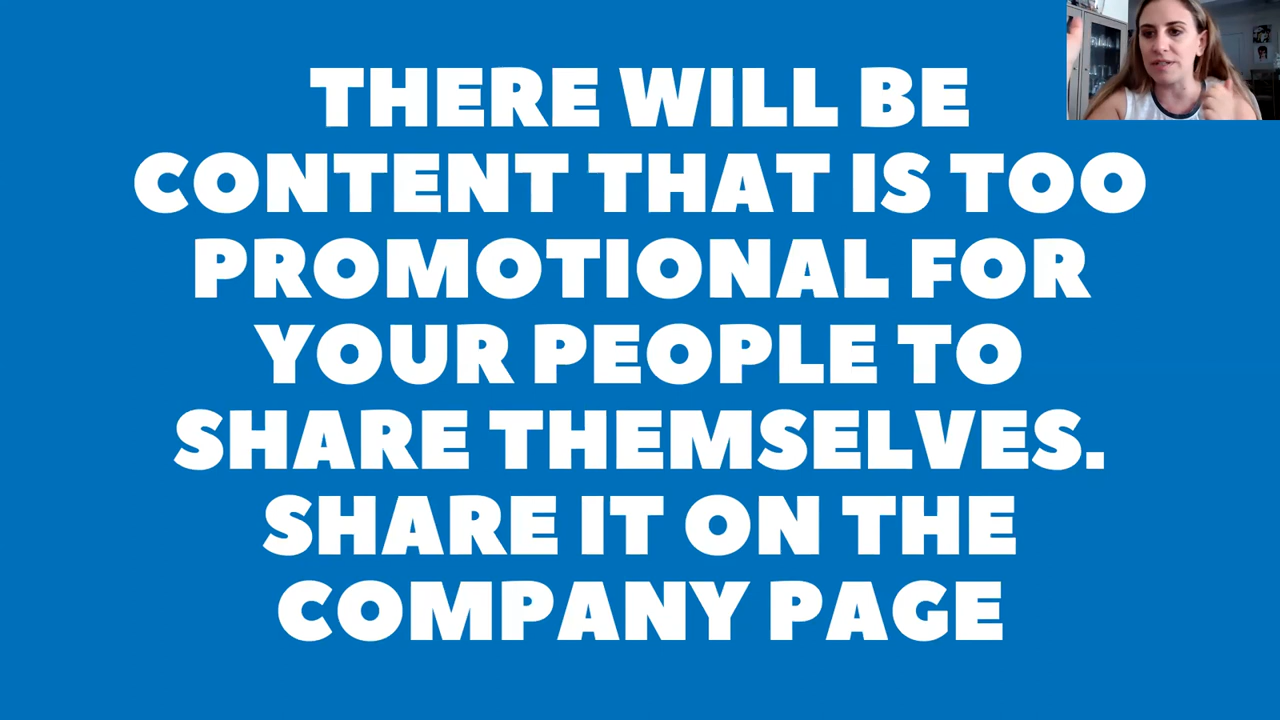 THERE WILL BE
CONTENT THAT IS TOO
PROMOTIONAL FOR
YOUR PEOPLE TO
SHARE THEMSELVES.
SHARE IT ON THE
COMPANY PAGE